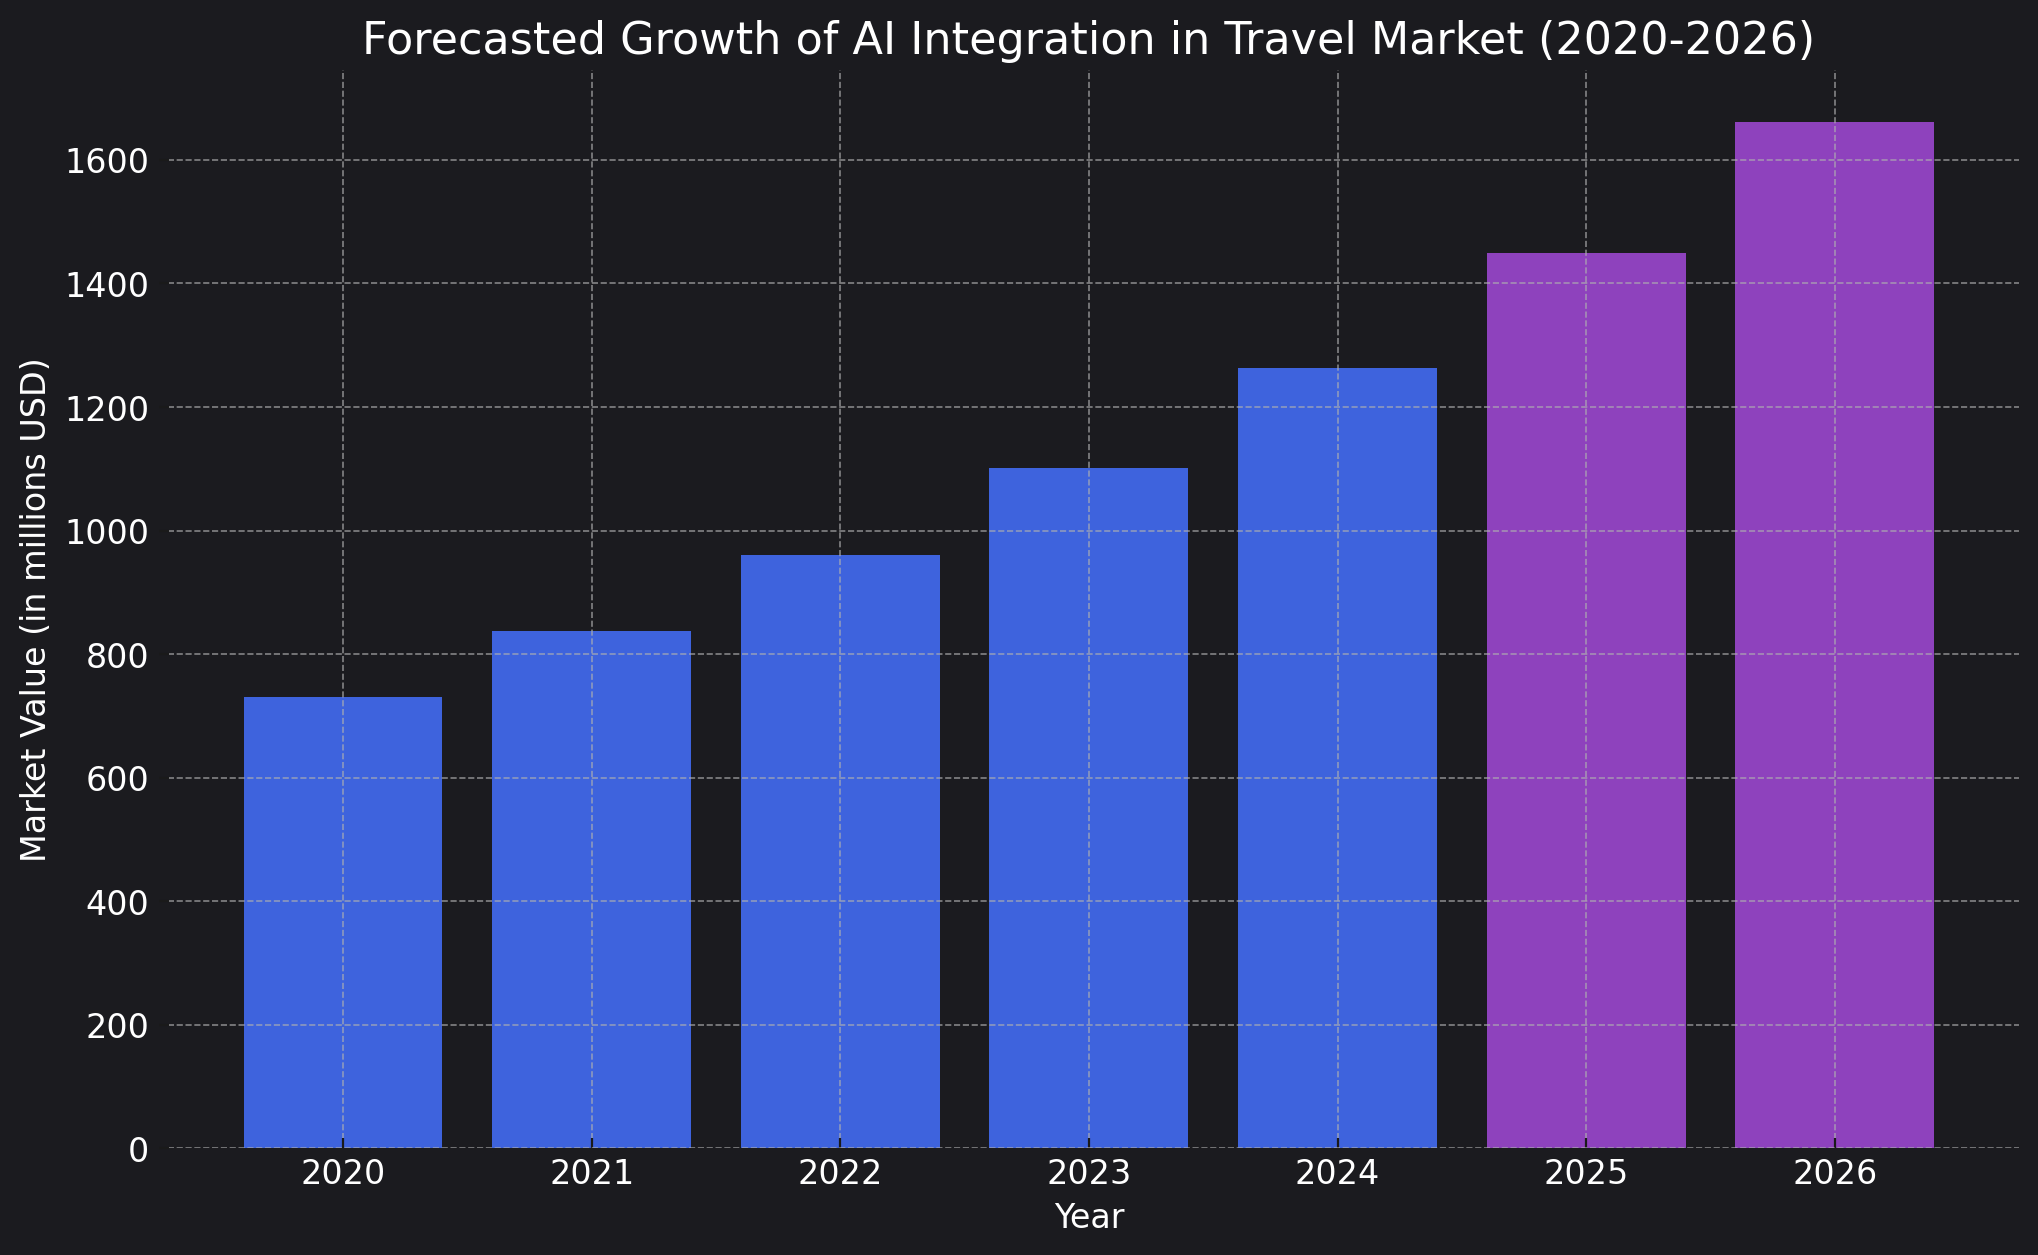 Forecasted Growth of AI Integration in Travel Market (2020-2026)
Market Value (in millions USD)
1600
1400
1200
1000
800
600
400
200
0
2020 2021 2022 2023 2024 2025 2026
Year